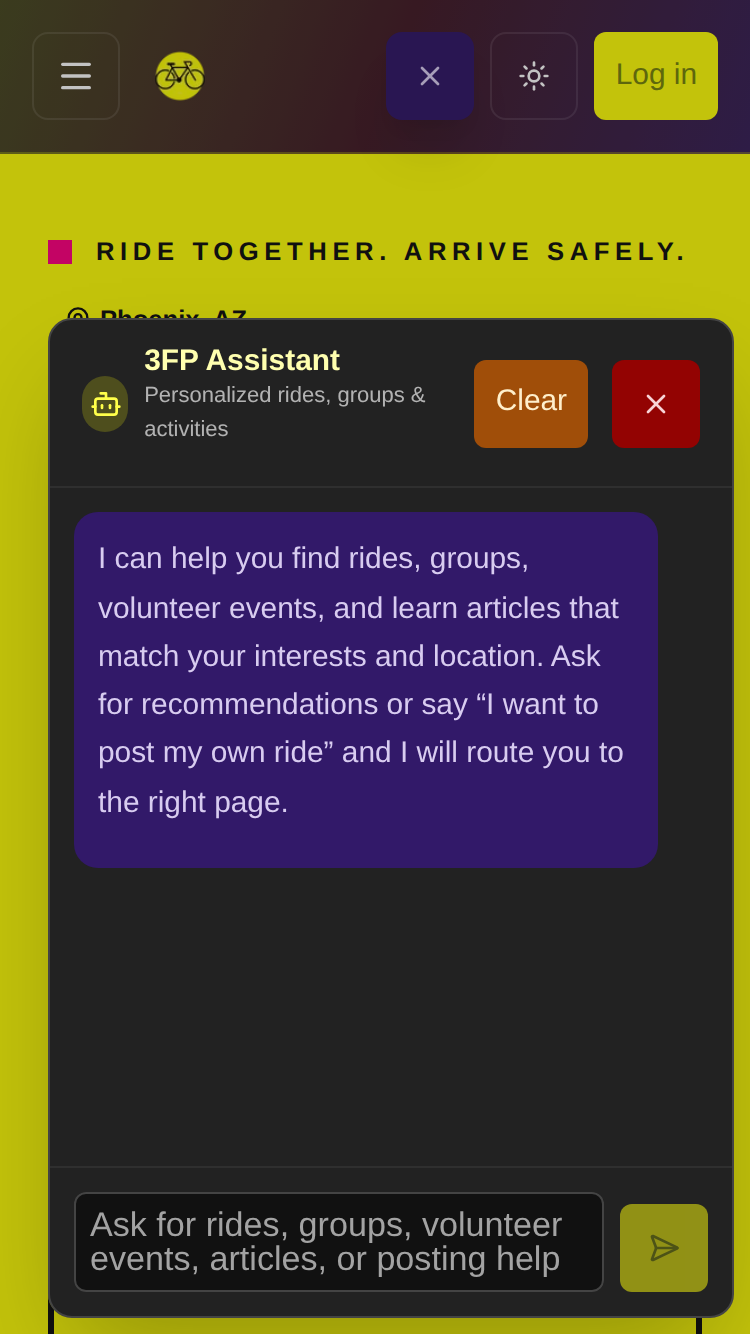 Log in
RIDE TOGETHER. ARRIVE SAFELY.
Phoenix, AZ
3FP Assistant
Personalized rides, groups &
activities
Clear
I can help you find rides, groups,
volunteer events, and learn articles that
match your interests and location. Ask
for recommendations or say “I want to
post my own ride” and I will route you to
the right page.
Ask for rides, groups, volunteer
events, articles, or posting help